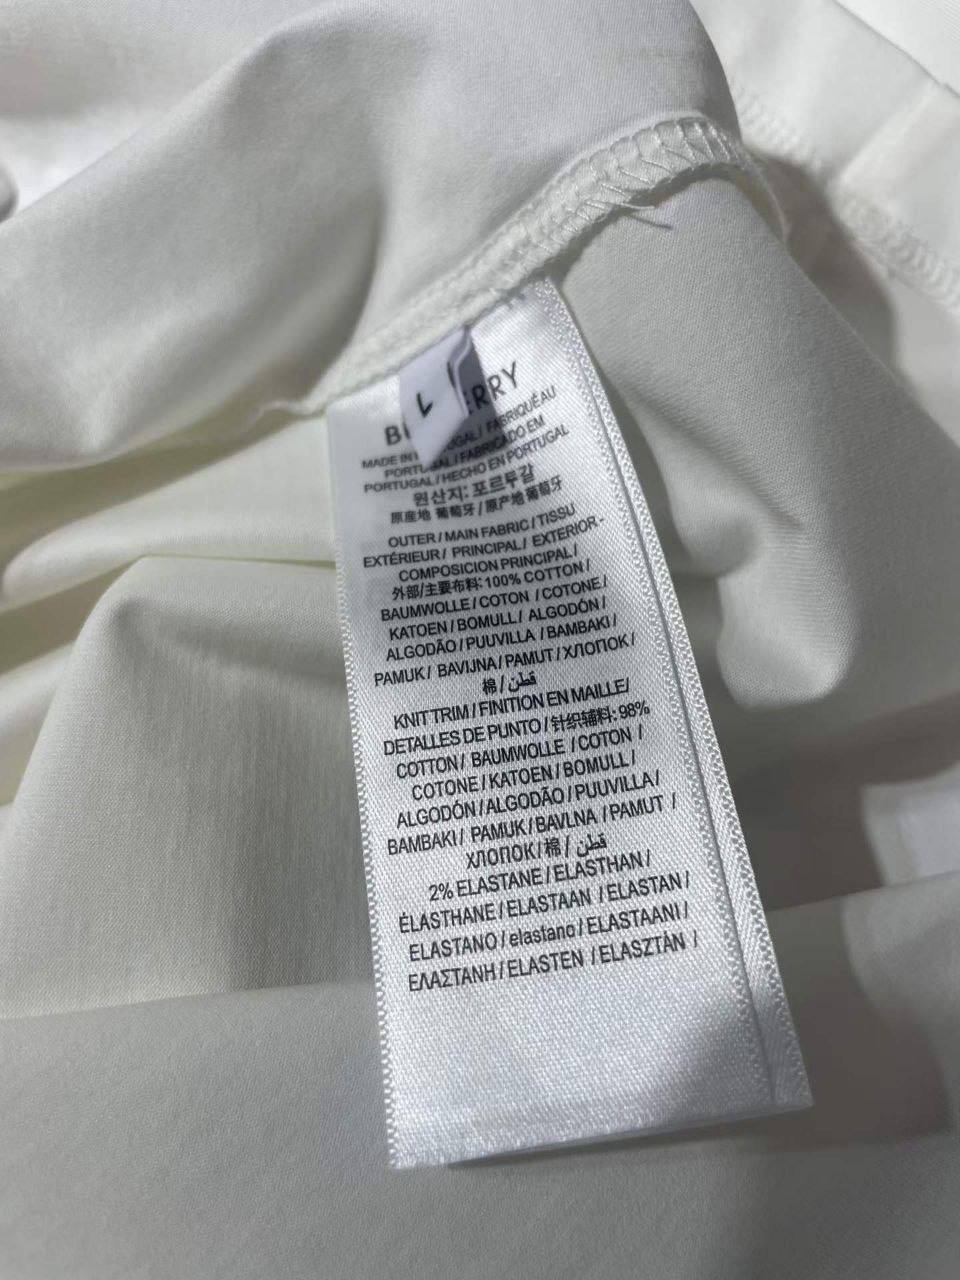 L
MADE IN
PORTUGAL / FABRICADO EM
PORTUGAL / HECHO EN PORTUGAL
원산지: 포르투갈
原産地 葡萄牙 / 原产地 葡萄牙
OUTER / MAIN FABRIC / TISSU
EXTÉRIEUR / PRINCIPAL / EXTERIOR -
COMPOSICION PRINCIPAL /
外部/主要布料: 100% COTTON /
BAUMWOLLE / COTON / COTONE /
KATOEN / BOMULL / ALGODÓN /
ALGODÃO / PUUVILLA / BAMBAKI /
PAMUK / BAVIJNA / PAMUT / ХЛОПОК /
棉 / قطن
KNIT TRIM / FINITION EN MAILLE/
DETALLES DE PUNTO / 针织辅料: 98%
COTTON / BAUMWOLLE / COTON /
COTONE / KATOEN / BOMULL /
ALGODÓN / ALGODÃO / PUUVILLA /
BAMBAKI / PAMUK / BAVLNA / PAMUT /
ХЛОПОК / 棉 / قطن
2% ELASTANE / ELASTHAN /
ÉLASTHANE / ELASTAAN / ELASTAN /
ELASTANO / elastano / ELASTAANI /
ΕΛΑΣΤΑΝΗ / ELASTEN / ELASZTÁN /